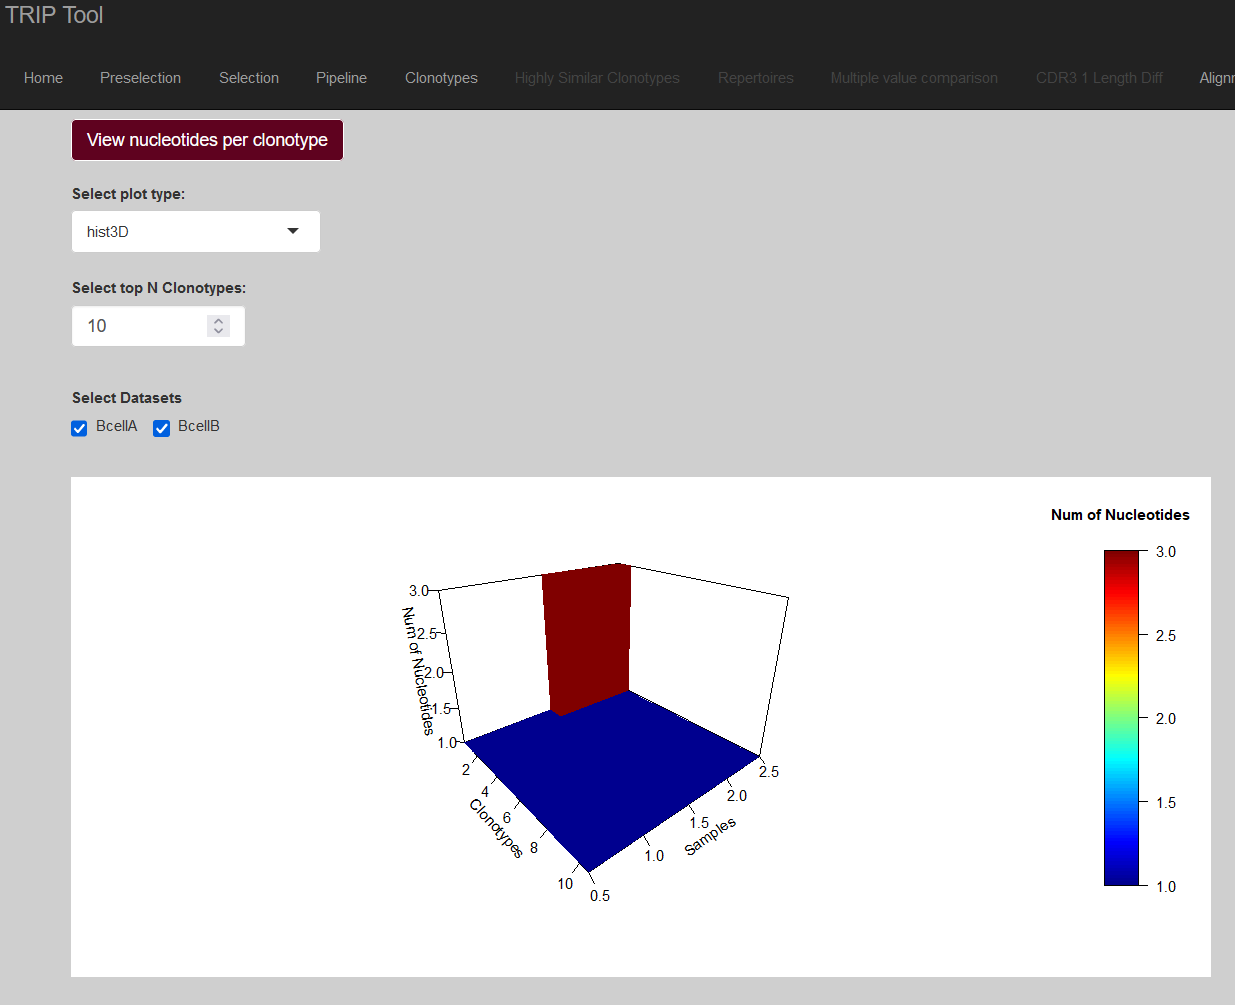 TRIP Tool
Home Preselection Selection Pipeline Clonotypes Highly Similar Clonotypes Repertoires Multiple value comparison CDR3 1 Length Diff Alignr
View nucleotides per clonotype
Select plot type:
hist3D
Select top N Clonotypes:
10
Select Datasets
BcellA BcellB
Num of Nucleotides
3.0
2.5
2.0
1.5
1.0
3.0
2.5
2.0
1.5
1.0
Num of Nucleotides
2
4
6
8
10
Clonotypes
0.5
1.0
1.5
2.0
2.5
Samples